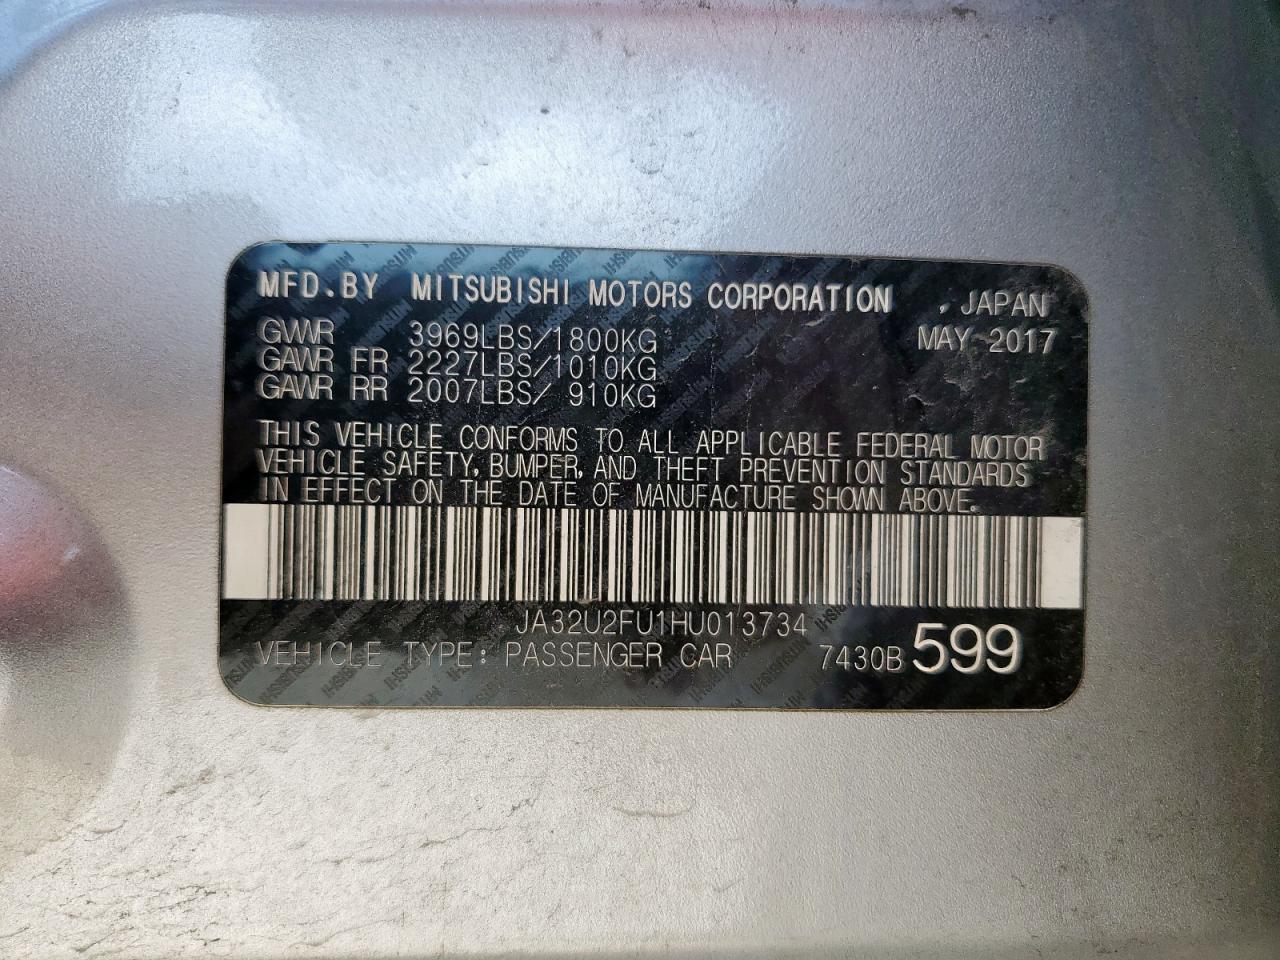 MFD.BY MITSUBISHI MOTORS CORPORATION , JAPAN
GVWR 3969LBS/1800KG MAY 2017
GAWR FR 2227LBS/1010KG
GAWR RR 2007LBS/ 910KG
THIS VEHICLE CONFORMS TO ALL APPLICABLE FEDERAL MOTOR
VEHICLE SAFETY, BUMPER, AND THEFT PREVENTION STANDARDS
IN EFFECT ON THE DATE OF MANUFACTURE SHOWN ABOVE.
JA32U2FU1HU013734
VEHICLE TYPE: PASSENGER CAR 7430B 599